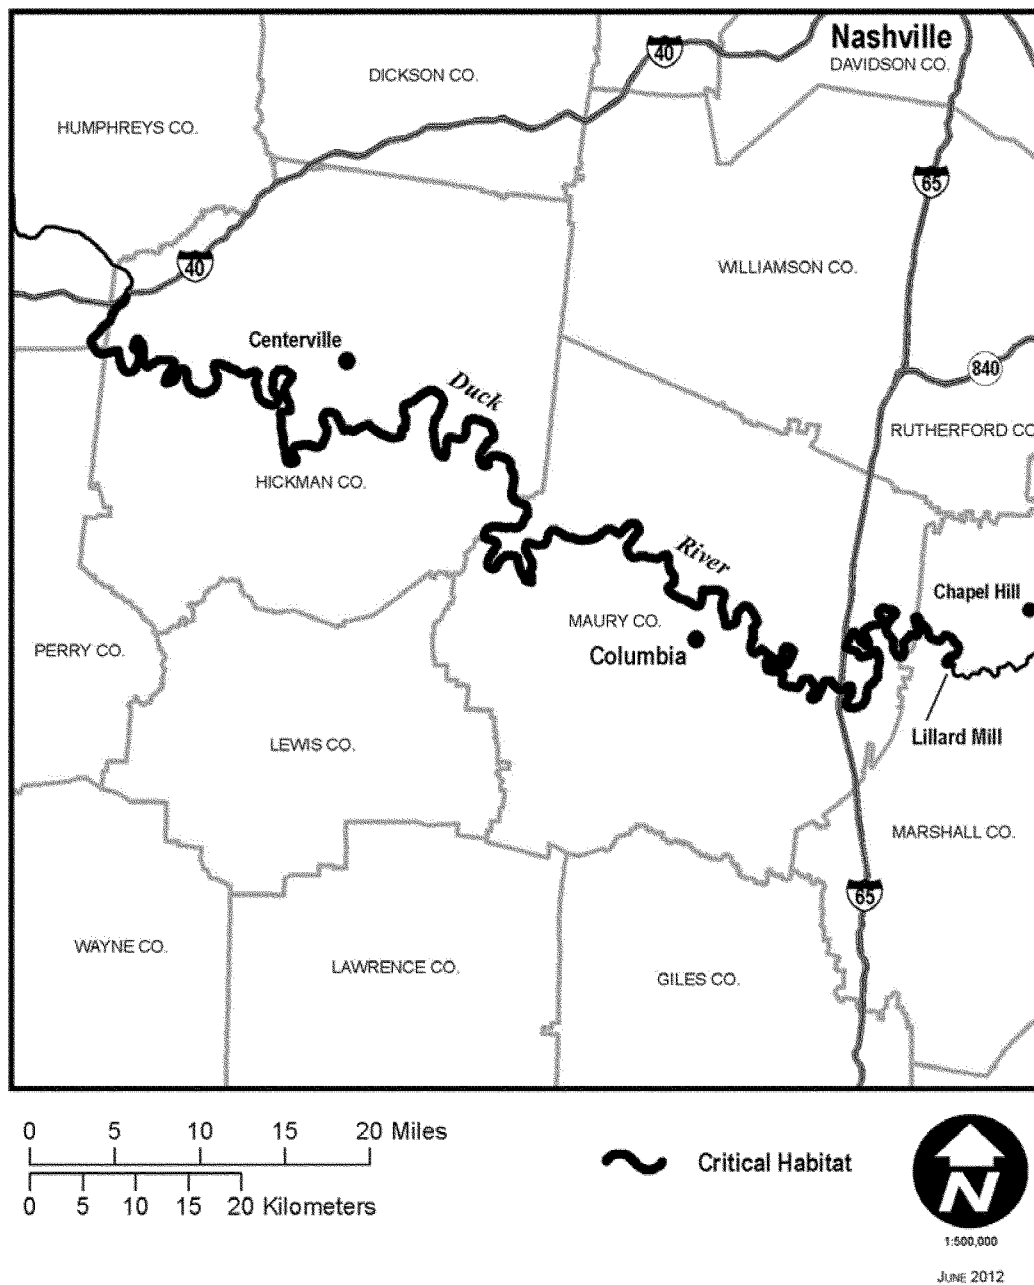 Nashville
DAVIDSON CO.
40
DICKSON CO.
HUMPHREYS CO.
65
40
WILLIAMSON CO.
Centerville
840
Duck
RUTHERFORD CO
HICKMAN CO.
River
Chapel Hill
MAURY CO.
PERRY CO.
Columbia
Lillard Mill
LEWIS CO.
MARSHALL CO.
65
WAYNE CO.
LAWRENCE CO.
GILES CO.
0 5 10 15 20 Miles
0 5 10 15 20 Kilometers
Critical Habitat
N
1:500,000
JUNE 2012